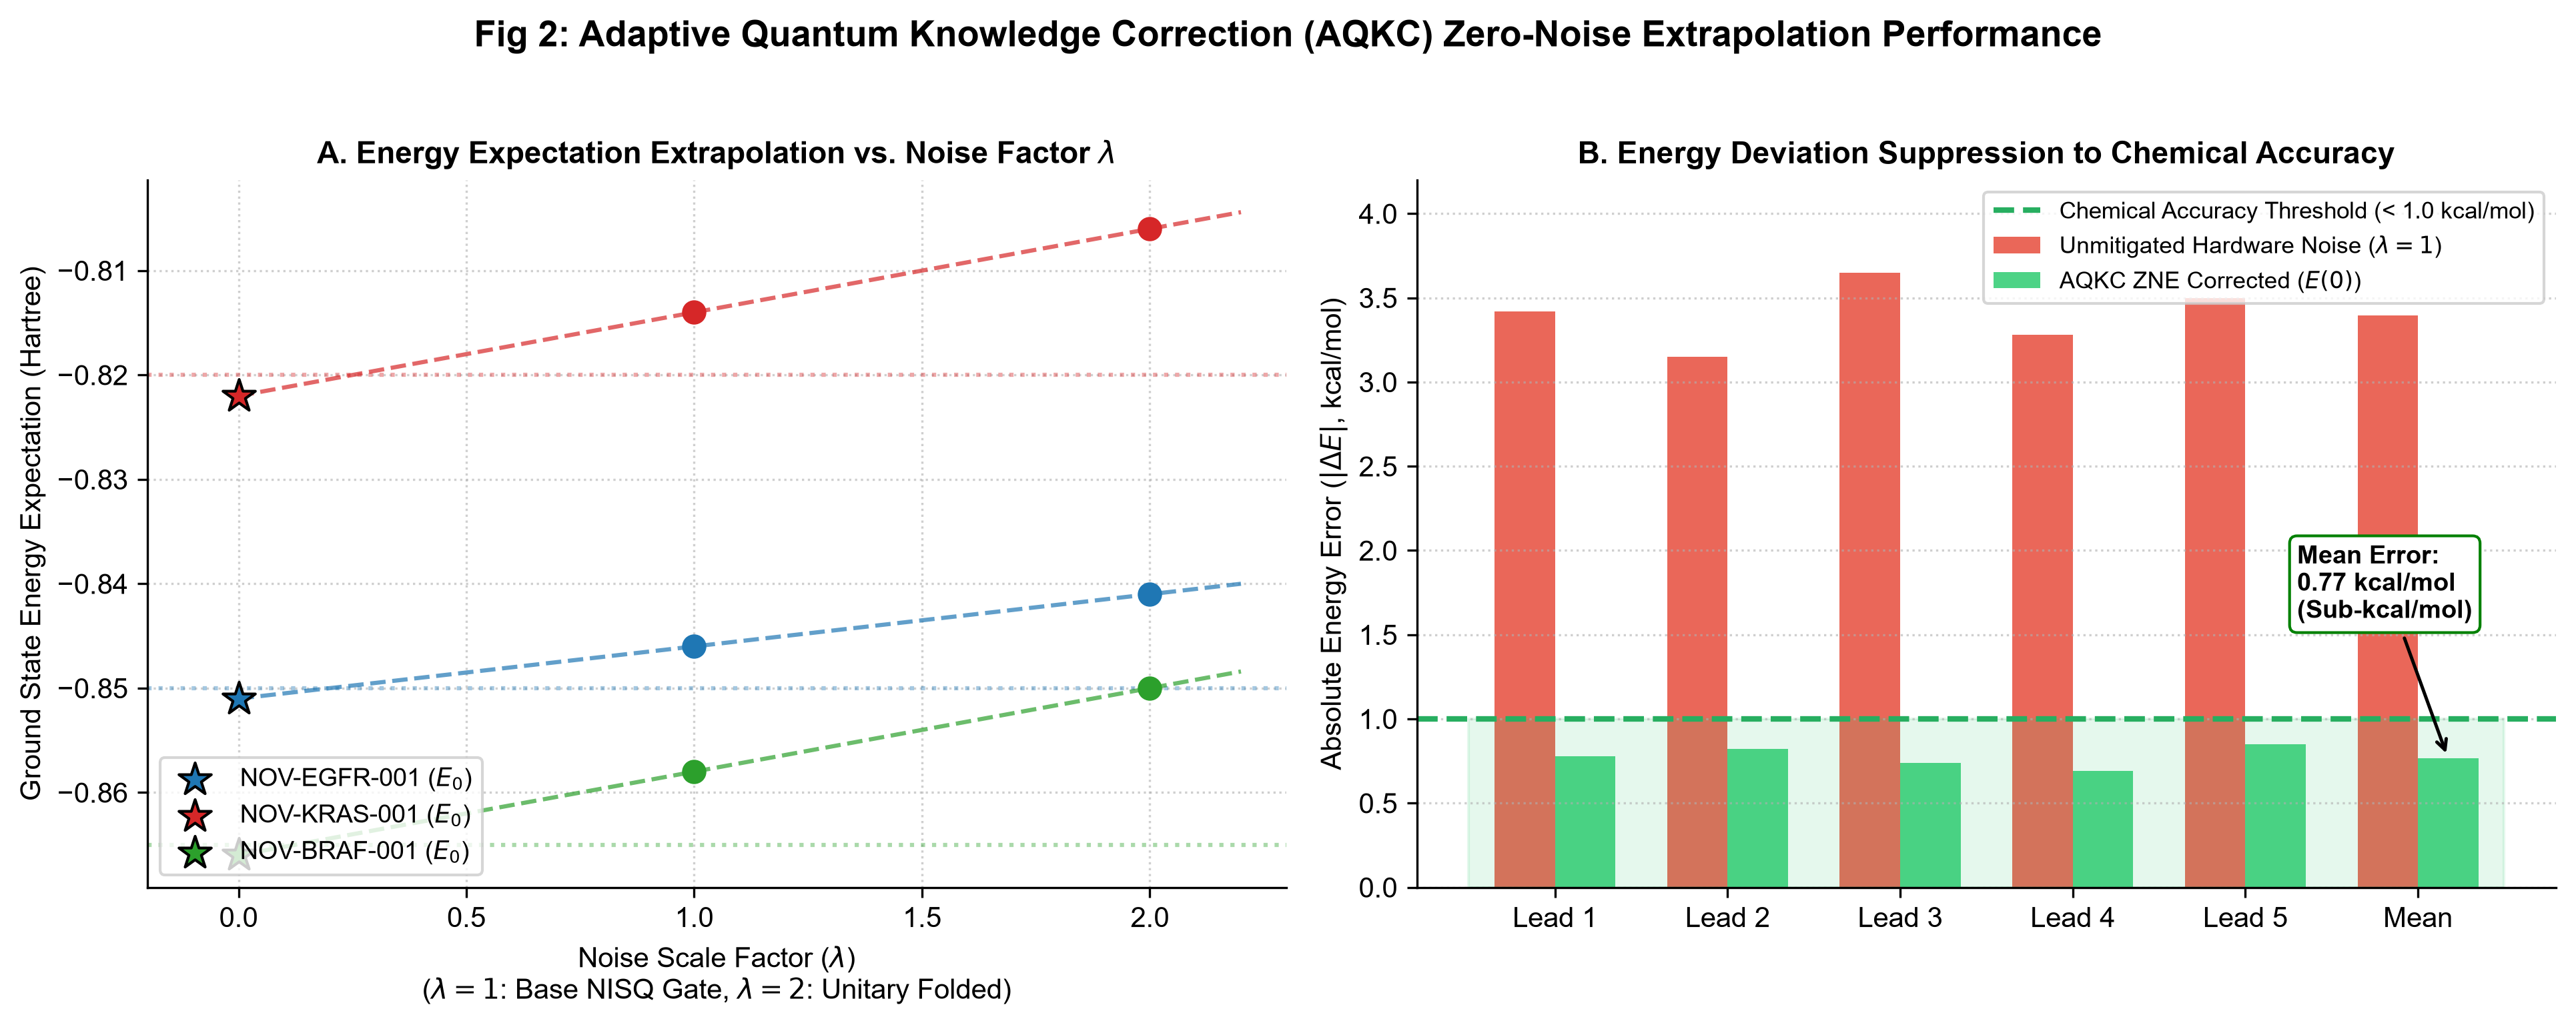 Fig 2: Adaptive Quantum Knowledge Correction (AQKC) Zero-Noise Extrapolation Performance
A. Energy Expectation Extrapolation vs. Noise Factor λ
Ground State Energy Expectation (Hartree)
−0.81
−0.82
−0.83
−0.84
−0.85
−0.86
NOV-EGFR-001 (E₀)
NOV-KRAS-001 (E₀)
NOV-BRAF-001 (E₀)
0.0 0.5 1.0 1.5 2.0
Noise Scale Factor (λ)
(λ = 1: Base NISQ Gate, λ = 2: Unitary Folded)
B. Energy Deviation Suppression to Chemical Accuracy
Absolute Energy Error (|ΔE|, kcal/mol)
4.0
3.5
3.0
2.5
2.0
1.5
1.0
0.5
0.0
Chemical Accuracy Threshold (< 1.0 kcal/mol)
Unmitigated Hardware Noise (λ = 1)
AQKC ZNE Corrected (E(0))
Mean Error:
0.77 kcal/mol
(Sub-kcal/mol)
Lead 1 Lead 2 Lead 3 Lead 4 Lead 5 Mean